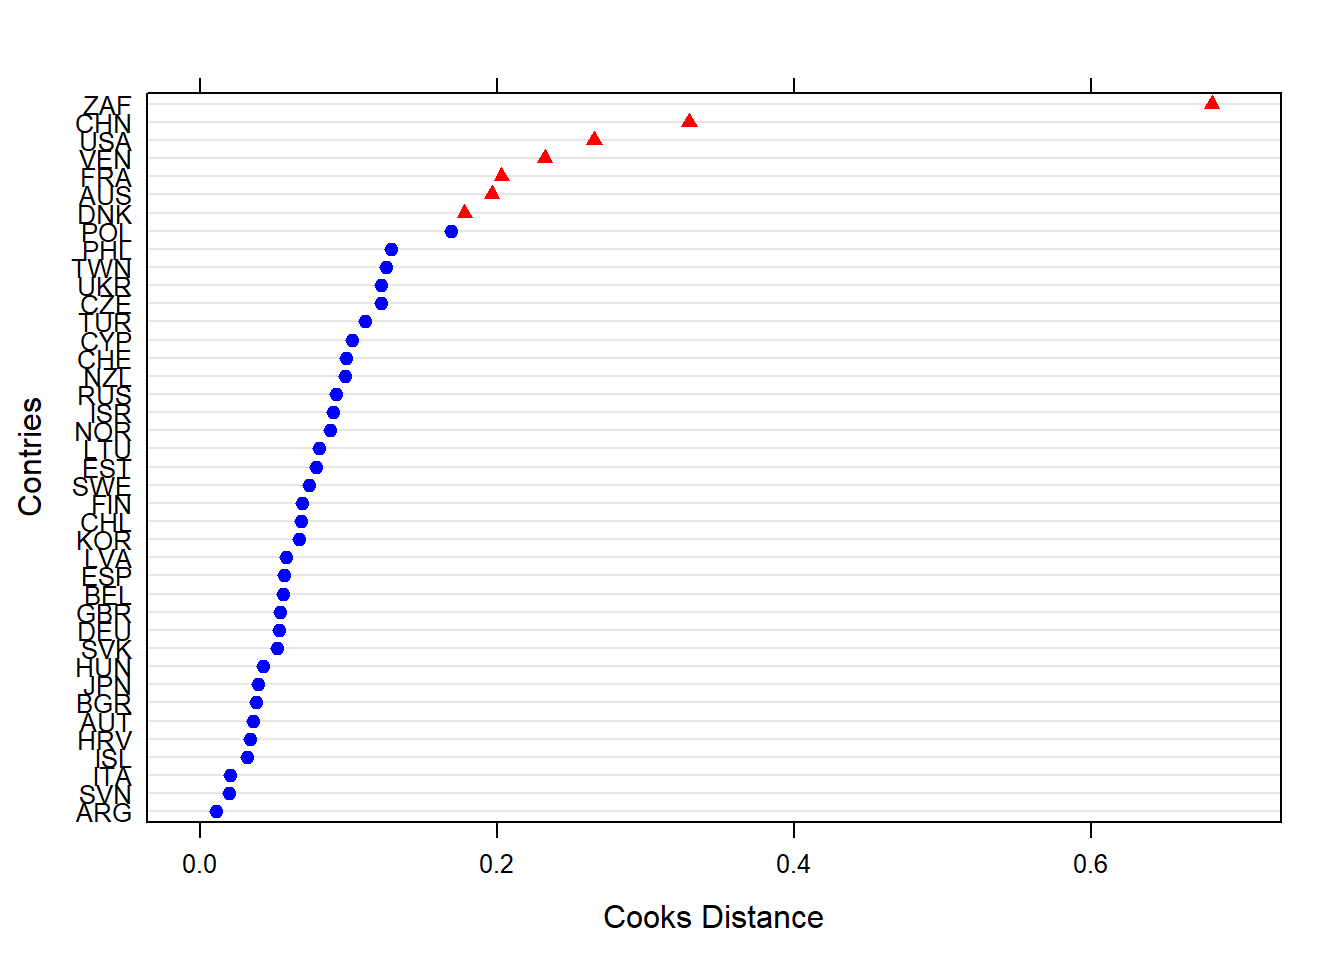 ZAF
CHN
USA
VEN
FRA
AUS
DNK
POL
PHL
TWN
UKR
CZE
TUR
CYP
CHE
NZL
RUS
ISR
NOR
LTU
EST
SWE
FIN
CHL
KOR
LVA
ESP
BEL
GBR
DEU
SVK
HUN
JPN
BGR
AUT
HRV
ISL
ITA
SVN
ARG
Contries
0.0 0.2 0.4 0.6
Cooks Distance